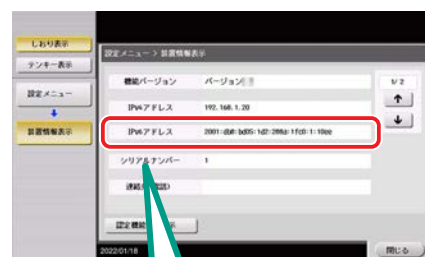 しおり表示
テンキー表示
設定メニュー
装置情報表示
設定メニュー > 装置情報表示
機能バージョン バージョン
1/2
IPv4アドレス 192.168.1.20
IPv6アドレス 2001:db8:bd05:1d2:288a:1fc0:1:10ee
シリアルナンバー 1
2022/01/18
閉じる